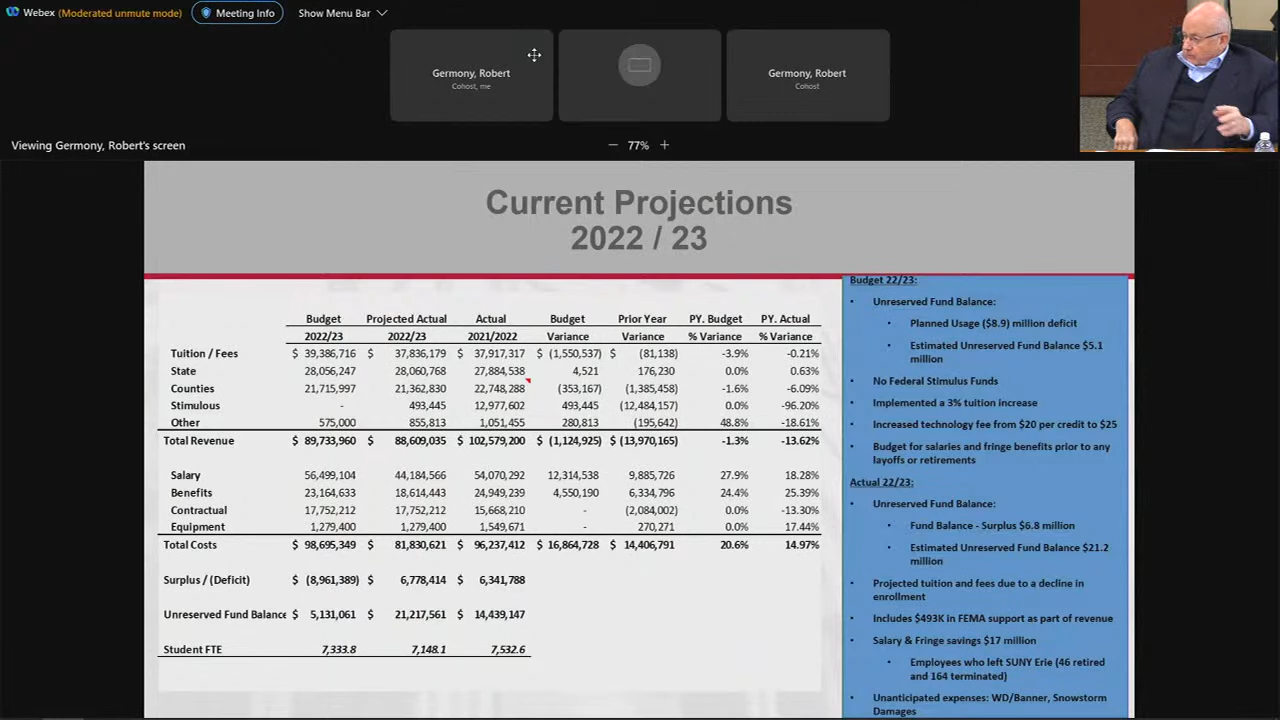 Webex (Moderated unmute mode) Meeting Info Show Menu Bar
Germony, Robert
Cohost, me
Germony, Robert
Cohost
Viewing Germony, Robert's screen
77%
Current Projections
2022 / 23
Budget Projected Actual Actual Budget Prior Year PY. Budget PY. Actual
2022/23 2022/23 2021/2022 Variance Variance % Variance % Variance
Tuition / Fees $ 39,386,716 $ 37,836,179 $ 37,917,317 $ (1,550,537) $ (81,138) -3.9% -0.21%
State 28,056,247 28,060,768 27,884,538 4,521 176,230 0.0% 0.63%
Counties 21,715,997 21,362,830 22,748,288 (353,167) (1,385,458) -1.6% -6.09%
Stimulous - 493,445 12,977,602 493,445 (12,484,157) 0.0% -96.20%
Other 575,000 855,813 1,051,455 280,813 (195,642) 48.8% -18.61%
Total Revenue $ 89,733,960 $ 88,609,035 $ 102,579,200 $ (1,124,925) $ (13,970,165) -1.3% -13.62%
Salary 56,499,104 44,184,566 54,070,292 12,314,538 9,885,726 27.9% 18.28%
Benefits 23,164,633 18,614,443 24,949,239 4,550,190 6,334,796 24.4% 25.39%
Contractual 17,752,212 17,752,212 15,668,210 - (2,084,002) 0.0% -13.30%
Equipment 1,279,400 1,279,400 1,549,671 - 270,271 0.0% 17.44%
Total Costs $ 98,695,349 $ 81,830,621 $ 96,237,412 $ 16,864,728 $ 14,406,791 20.6% 14.97%
Surplus / (Deficit) $ (8,961,389) $ 6,778,414 $ 6,341,788
Unreserved Fund Balance $ 5,131,061 $ 21,217,561 $ 14,439,147
Student FTE 7,333.8 7,148.1 7,532.6
Budget 22/23:
• Unreserved Fund Balance:
• Planned Usage ($8.9) million deficit
• Estimated Unreserved Fund Balance $5.1
million
• No Federal Stimulus Funds
• Implemented a 3% tuition increase
• Increased technology fee from $20 per credit to $25
• Budget for salaries and fringe benefits prior to any
layoffs or retirements
Actual 22/23:
• Unreserved Fund Balance:
• Fund Balance - Surplus $6.8 million
• Estimated Unreserved Fund Balance $21.2
million
• Projected tuition and fees due to a decline in
enrollment
• Includes $493K in FEMA support as part of revenue
• Salary & Fringe savings $17 million
• Employees who left SUNY Erie (46 retired
and 164 terminated)
• Unanticipated expenses: WD/Banner, Snowstorm
Damages